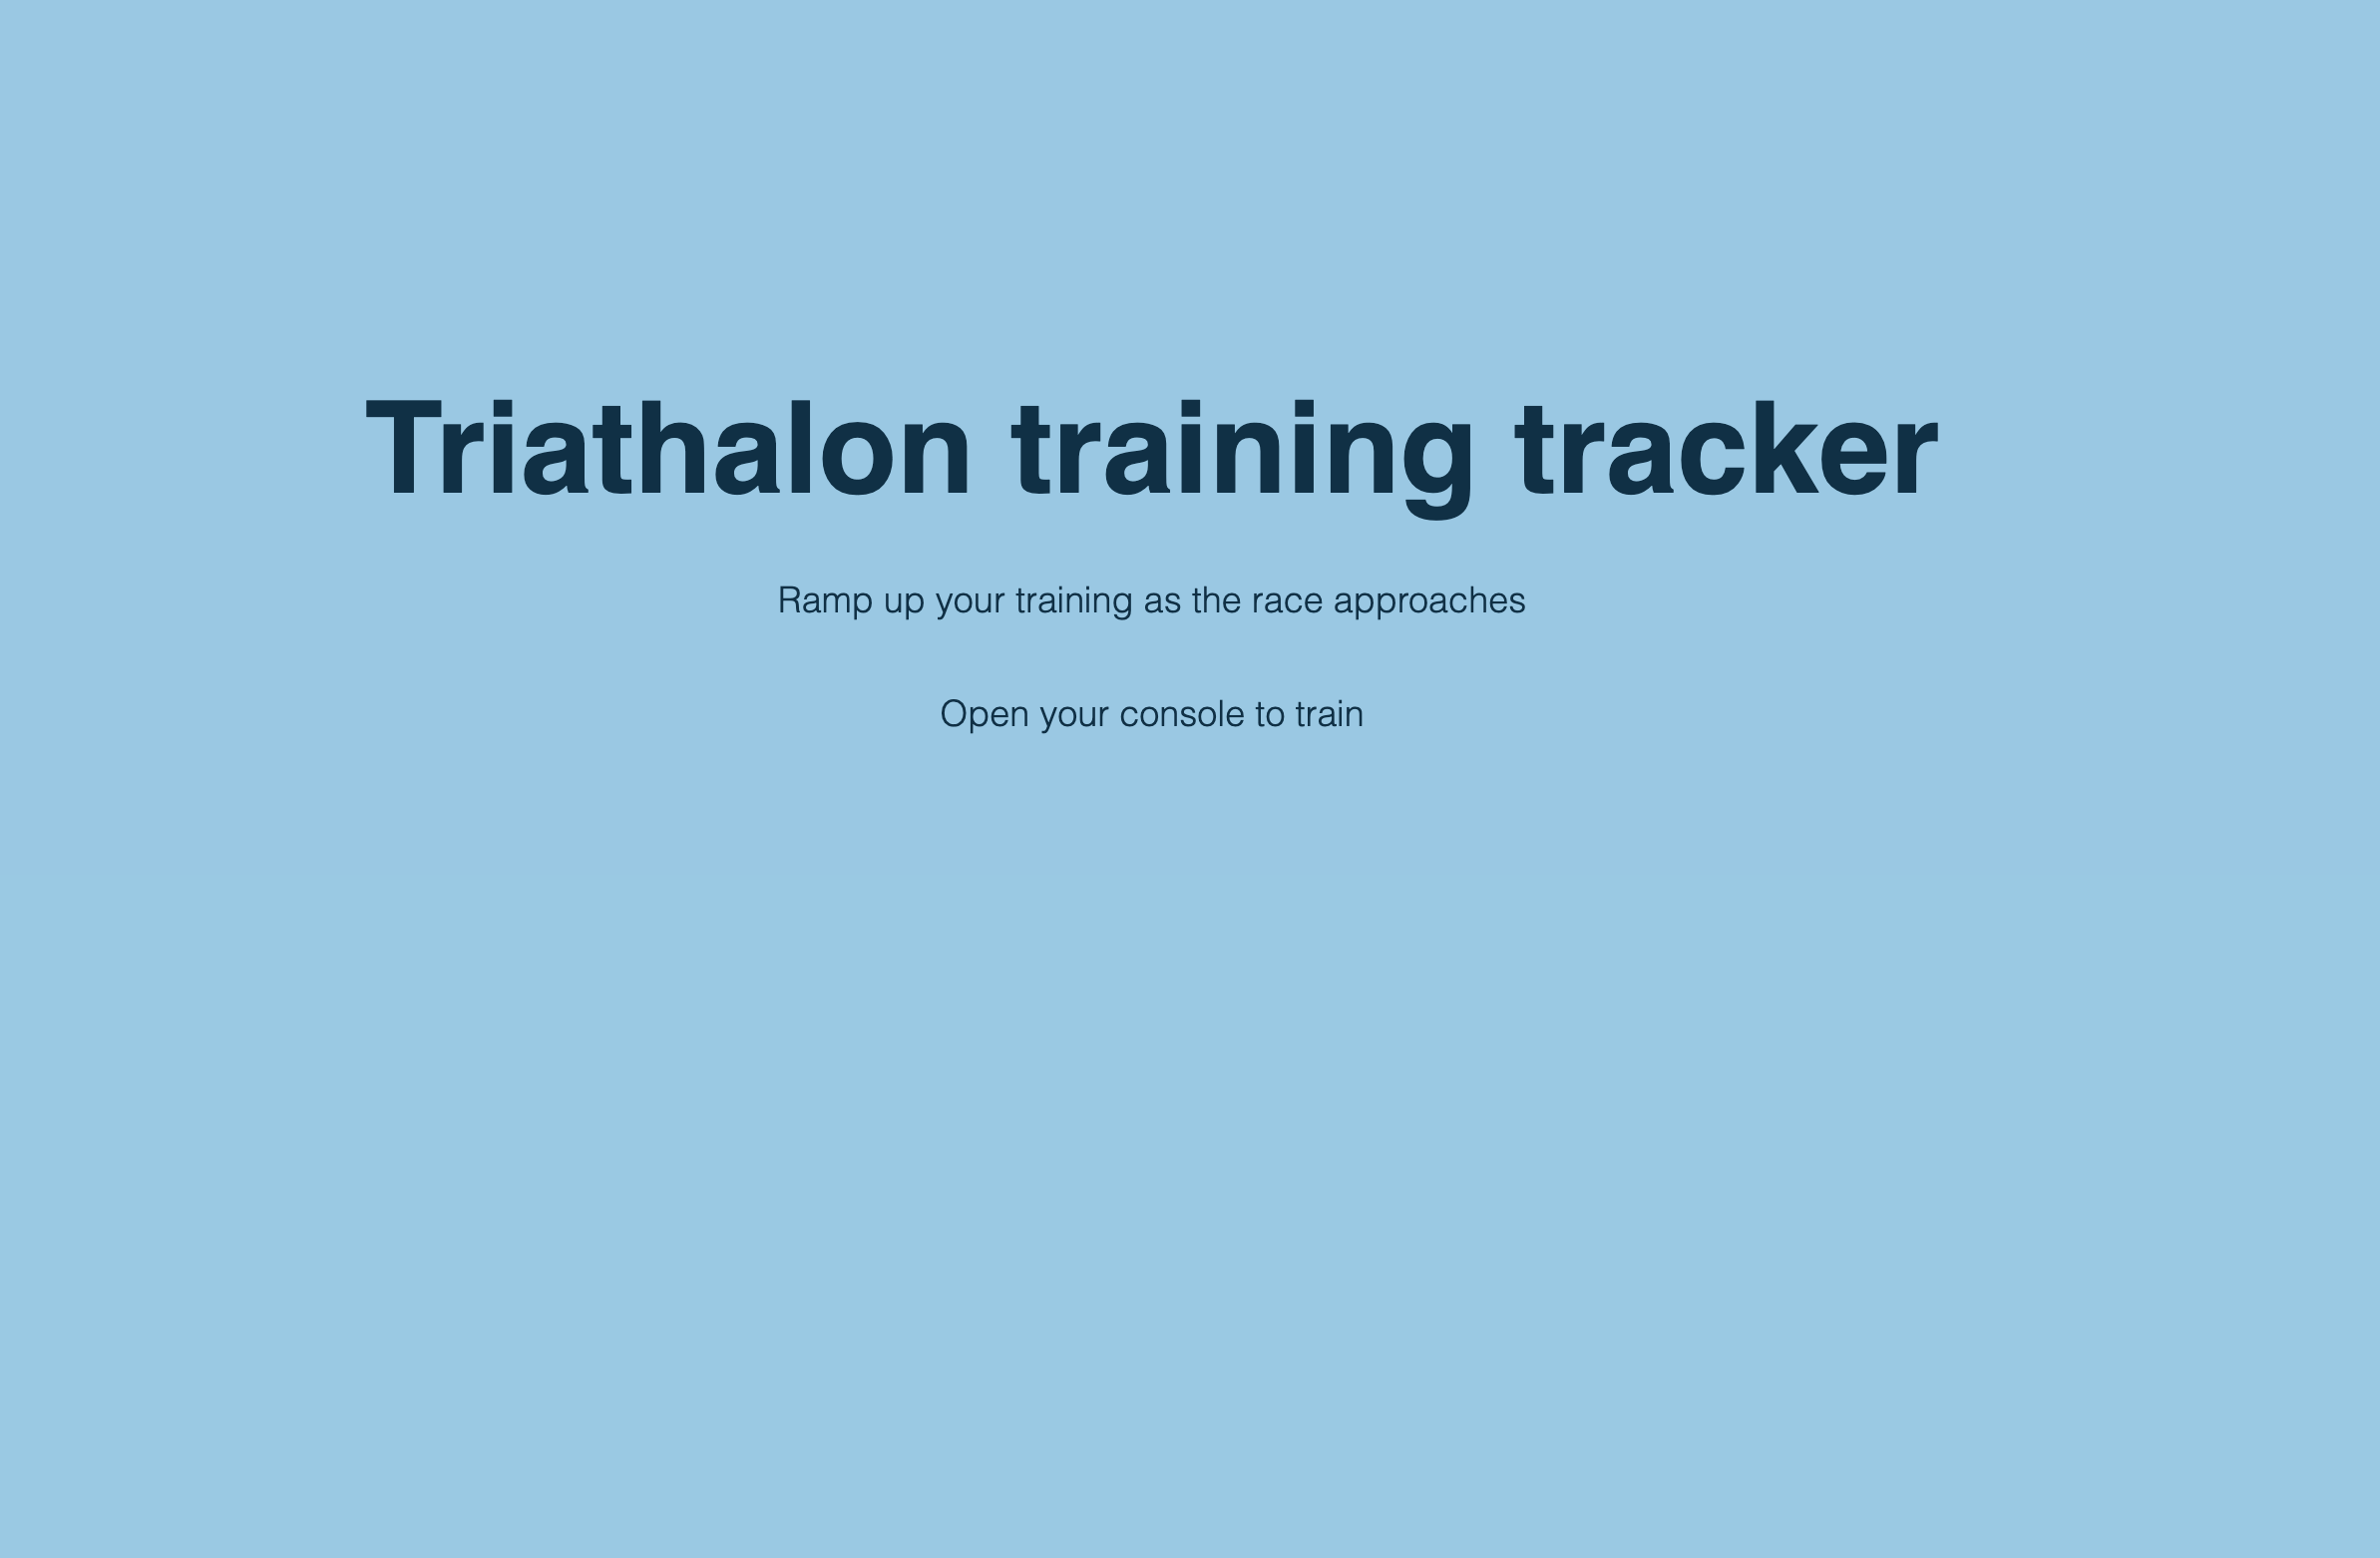 Triathalon training tracker
Ramp up your training as the race approaches
Open your console to train